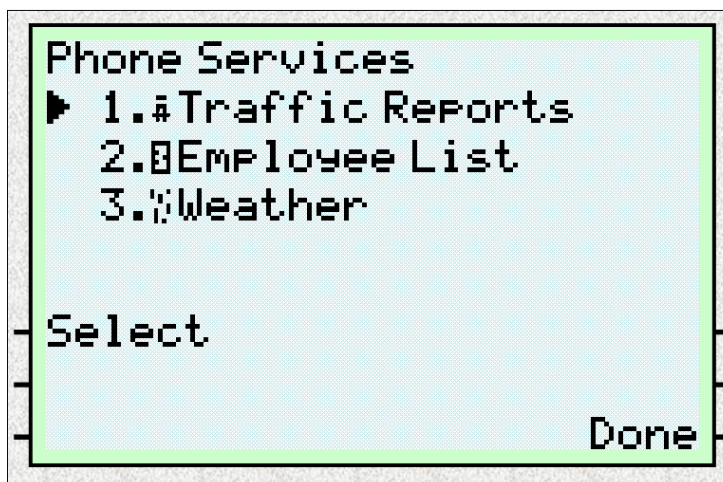 Phone Services
1. Traffic Reports
2. Employee List
3. Weather
Select
Done